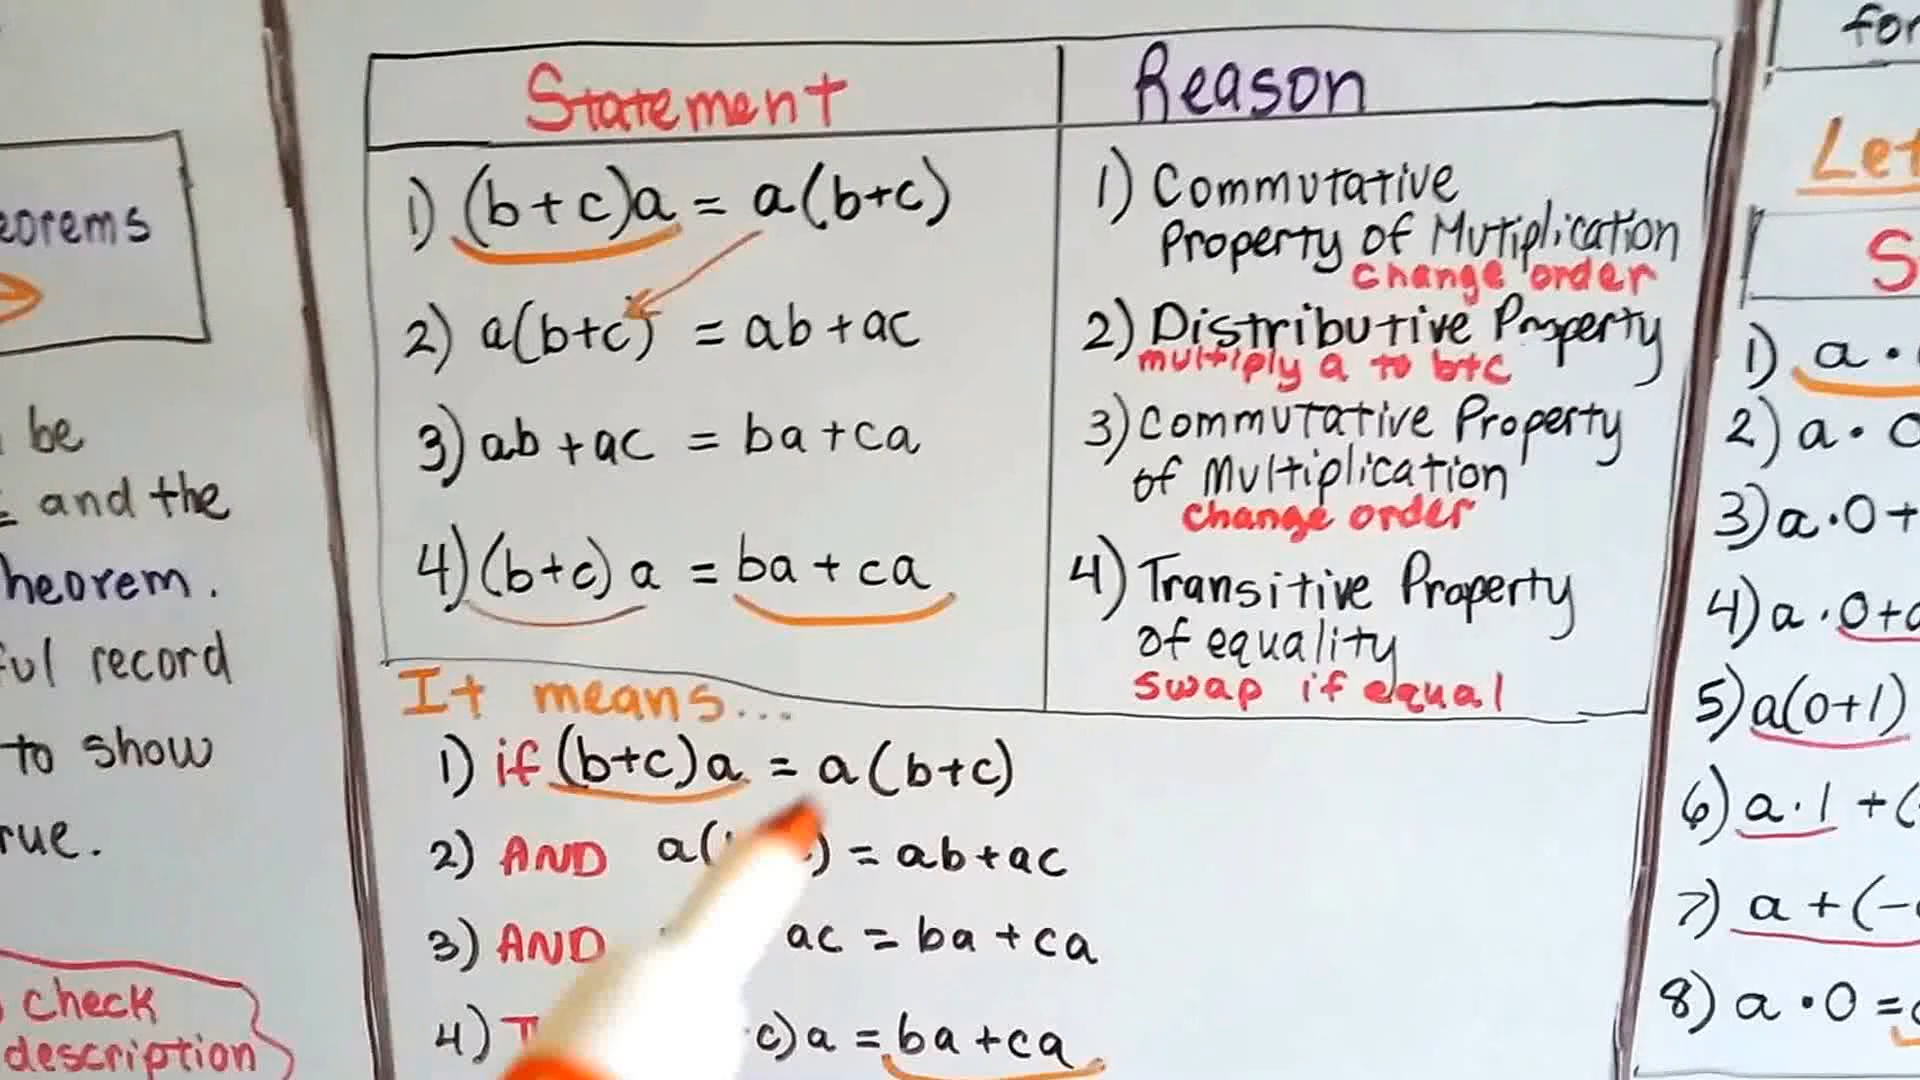 eorems
be
and the
heorem.
ful record
to show
rue.
check
description
Statement
Reason
1) (b+c)a = a(b+c)
1) Commutative
Property of Mutiplication
change order
2) a(b+c) = ab+ac
2) Distributive Property
multiply a to b+c
3) ab + ac = ba+ca
3) Commutative Property
of Multiplication
change order
4) (b+c) a = ba + ca
4) Transitive Property
of equality
swap if equal
It means...
1) if (b+c)a = a(b+c)
2) AND a( ) = ab+ac
3) AND ac = ba+ca
4) c)a = ba+ca
for
Let
S
1) a ·
2) a · 0
3) a·0+
4) a·0+a
5) a(0+1)
6) a·1 +(-
7) a +(-
8) a·0 =